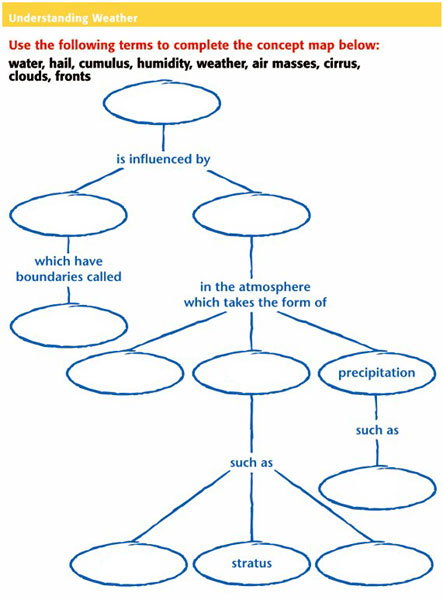 Understanding Weather
Use the following terms to complete the concept map below:
water, hail, cumulus, humidity, weather, air masses, cirrus,
clouds, fronts
is influenced by
which have
boundaries called
in the atmosphere
which takes the form of
precipitation
such as
such as
stratus